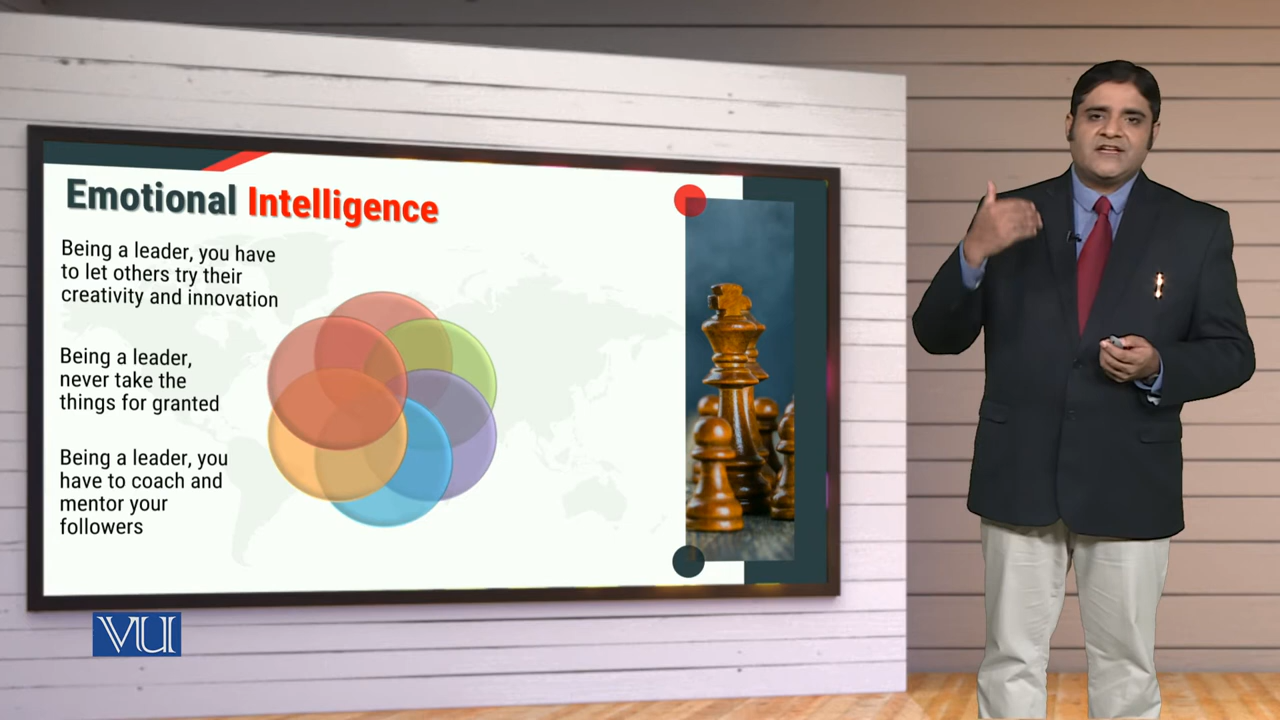 Emotional Intelligence
Being a leader, you have
to let others try their
creativity and innovation
Being a leader,
never take the
things for granted
Being a leader, you
have to coach and
mentor your
followers
VU